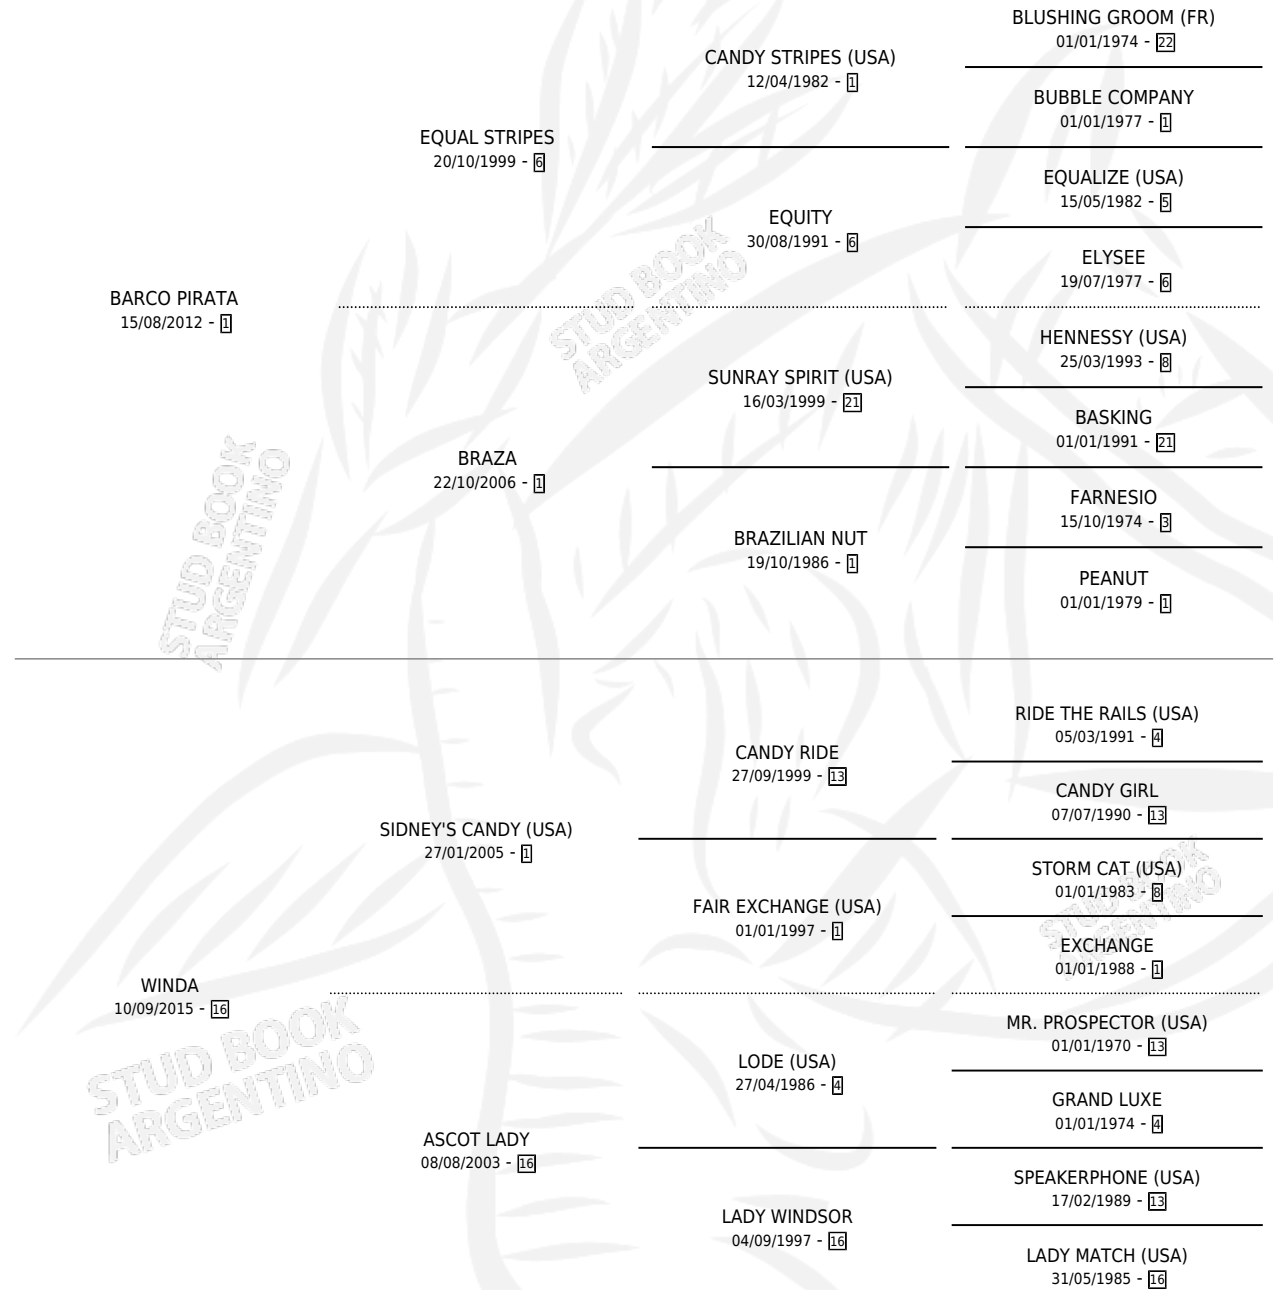 BLUSHING GROOM (FR)
01/01/1974 - 22
CANDY STRIPES (USA)
12/04/1982 - 1
BUBBLE COMPANY
01/01/1977 - 1
EQUAL STRIPES
20/10/1999 - 6
EQUALIZE (USA)
15/05/1982 - 5
EQUITY
30/08/1991 - 6
ELYSEE
19/07/1977 - 6
BARCO PIRATA
15/08/2012 - 1
STUD BOOK
ARGENTINO
HENNESSY (USA)
25/03/1993 - 8
SUNRAY SPIRIT (USA)
16/03/1999 - 21
BASKING
01/01/1991 - 21
BRAZA
22/10/2006 - 1
FARNESIO
15/10/1974 - 3
BRAZILIAN NUT
19/10/1986 - 1
PEANUT
01/01/1979 - 1
STUD BOOK
ARGENTINO
RIDE THE RAILS (USA)
05/03/1991 - 4
CANDY RIDE
27/09/1999 - 13
CANDY GIRL
07/07/1990 - 13
SIDNEY'S CANDY (USA)
27/01/2005 - 1
STORM CAT (USA)
01/01/1983 - 8
FAIR EXCHANGE (USA)
01/01/1997 - 1
STUD BOOK
ARGENTINO
EXCHANGE
01/01/1988 - 1
WINDA
10/09/2015 - 16
STUD BOOK
ARGENTINO
MR. PROSPECTOR (USA)
01/01/1970 - 13
LODE (USA)
27/04/1986 - 4
GRAND LUXE
01/01/1974 - 4
ASCOT LADY
08/08/2003 - 16
SPEAKERPHONE (USA)
17/02/1989 - 13
LADY WINDSOR
04/09/1997 - 16
LADY MATCH (USA)
31/05/1985 - 16